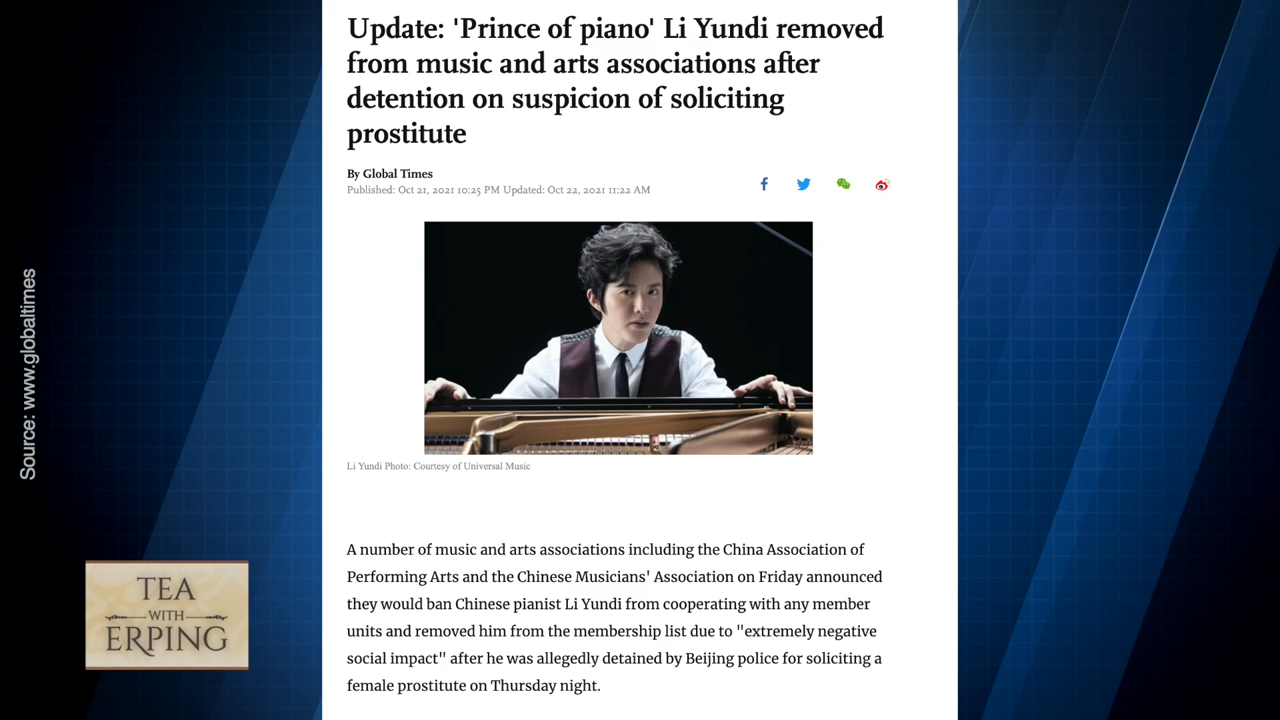 Update: 'Prince of piano' Li Yundi removed
from music and arts associations after
detention on suspicion of soliciting
prostitute
By Global Times
Published: Oct 21, 2021 10:25 PM Updated: Oct 22, 2021 11:22 AM
Li Yundi Photo: Courtesy of Universal Music
A number of music and arts associations including the China Association of
Performing Arts and the Chinese Musicians' Association on Friday announced
they would ban Chinese pianist Li Yundi from cooperating with any member
units and removed him from the membership list due to "extremely negative
social impact" after he was allegedly detained by Beijing police for soliciting a
female prostitute on Thursday night.
Source: www.globaltimes
TEA
WITH
ERPING